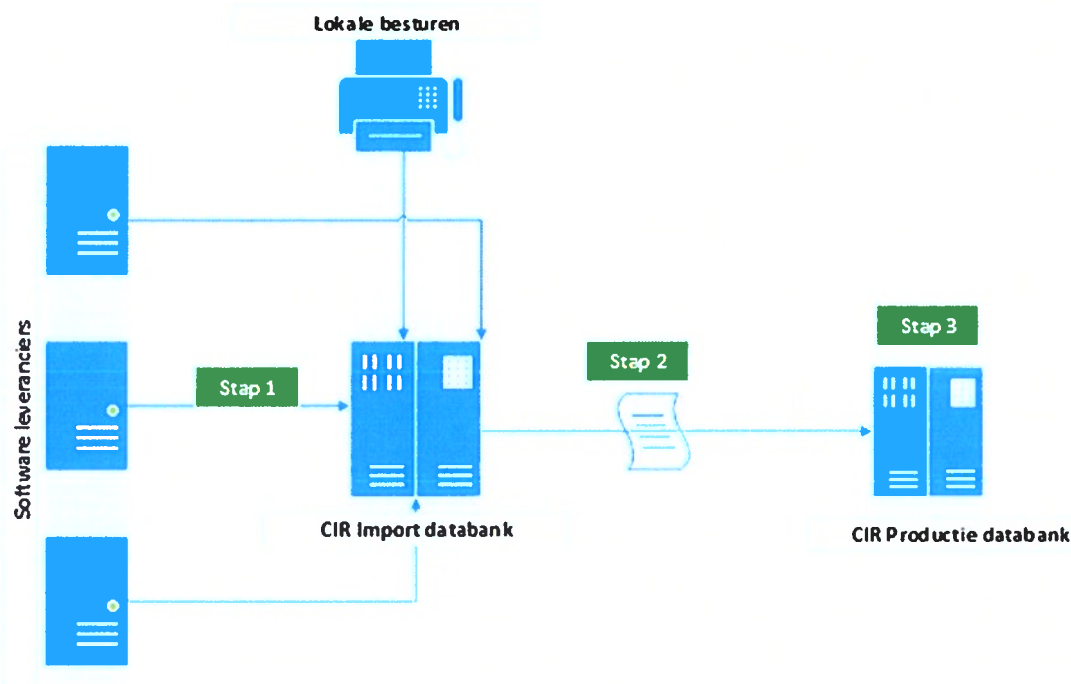 Lokale besturen
Software leveranciers
Stap 1
Stap 2
Stap 3
CIR Import databank
CIR Productie databank